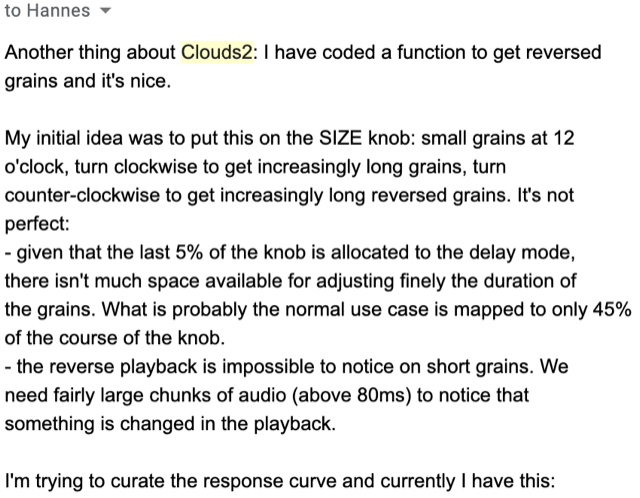 to Hannes
Another thing about Clouds2: I have coded a function to get reversed
grains and it's nice.
My initial idea was to put this on the SIZE knob: small grains at 12
o'clock, turn clockwise to get increasingly long grains, turn
counter-clockwise to get increasingly long reversed grains. It's not
perfect:
- given that the last 5% of the knob is allocated to the delay mode,
there isn't much space available for adjusting finely the duration of
the grains. What is probably the normal use case is mapped to only 45%
of the course of the knob.
- the reverse playback is impossible to notice on short grains. We
need fairly large chunks of audio (above 80ms) to notice that
something is changed in the playback.
I'm trying to curate the response curve and currently I have this: